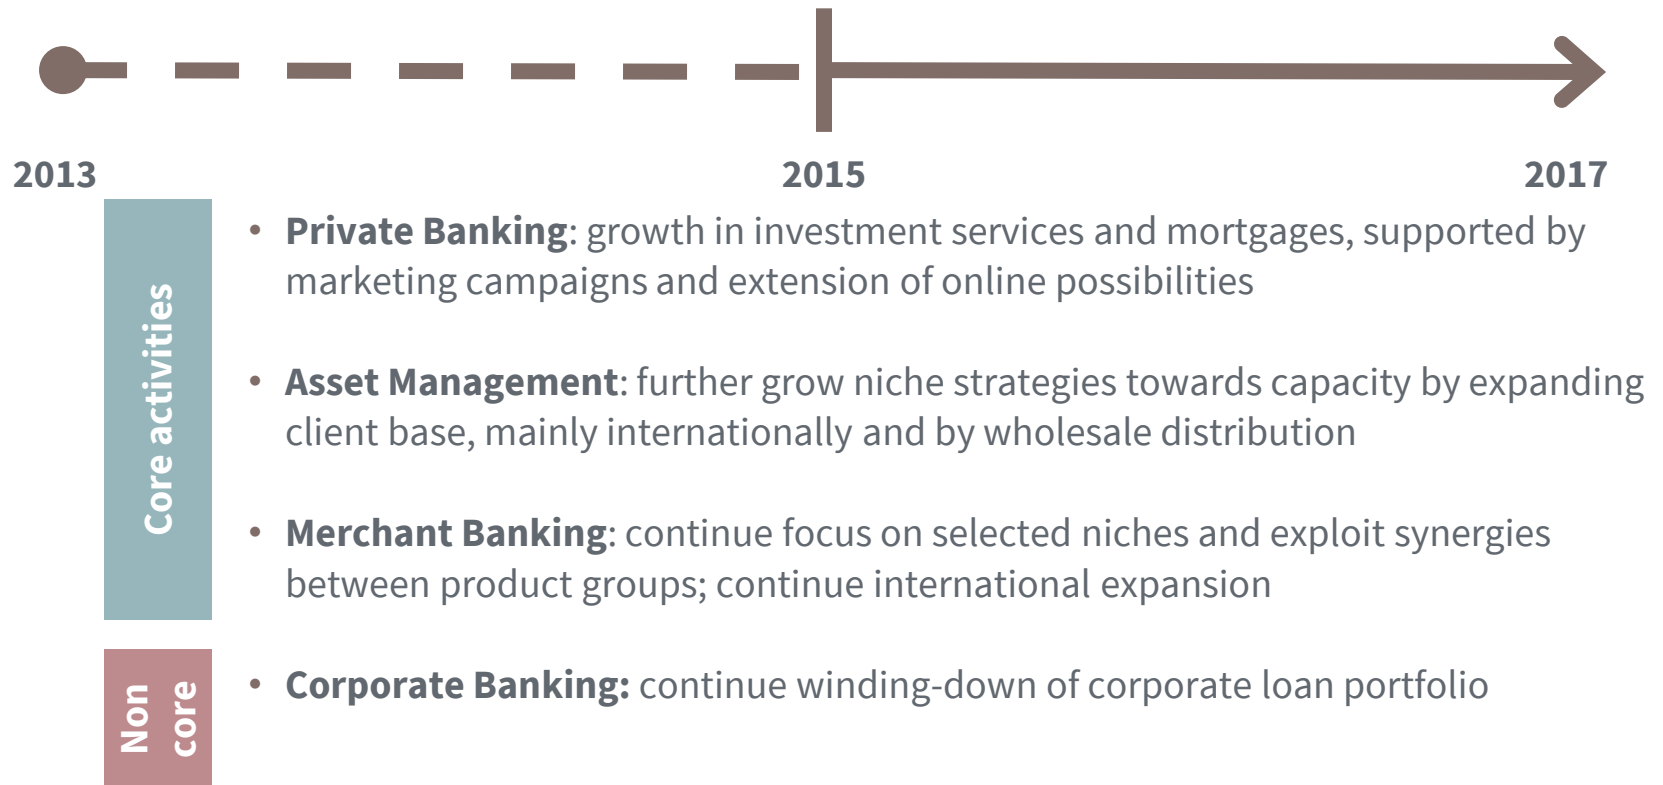 2013
2015
2017
Core activities
• Private Banking: growth in investment services and mortgages, supported by
marketing campaigns and extension of online possibilities
• Asset Management: further grow niche strategies towards capacity by expanding
client base, mainly internationally and by wholesale distribution
• Merchant Banking: continue focus on selected niches and exploit synergies
between product groups; continue international expansion
Non
core
• Corporate Banking: continue winding-down of corporate loan portfolio